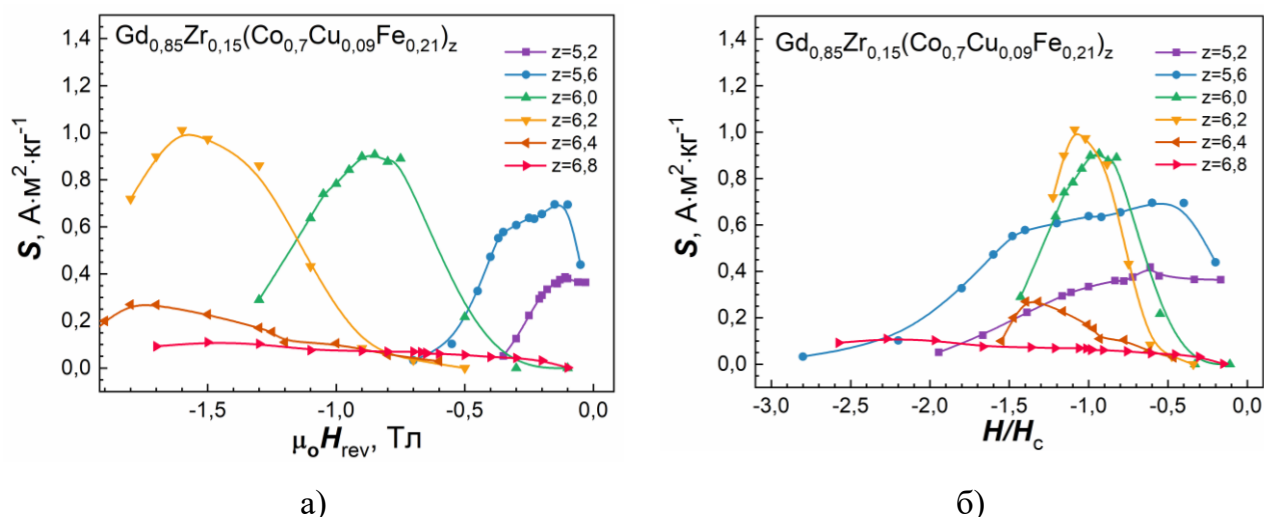 Gd0,85Zr0,15(Co0,7Cu0,09Fe0,21)z
z=5,2
z=5,6
z=6,0
z=6,2
z=6,4
z=6,8
S, А·м2·кг-1
1,4
1,2
1,0
0,8
0,6
0,4
0,2
0,0
-1,5
-1,0
-0,5
0,0
μoHrev, Тл
а)
Gd0,85Zr0,15(Co0,7Cu0,09Fe0,21)z
z=5,2
z=5,6
z=6,0
z=6,2
z=6,4
z=6,8
S, А·м2·кг-1
1,4
1,2
1,0
0,8
0,6
0,4
0,2
0,0
-3,0
-2,5
-2,0
-1,5
-1,0
-0,5
0,0
H/Hc
б)